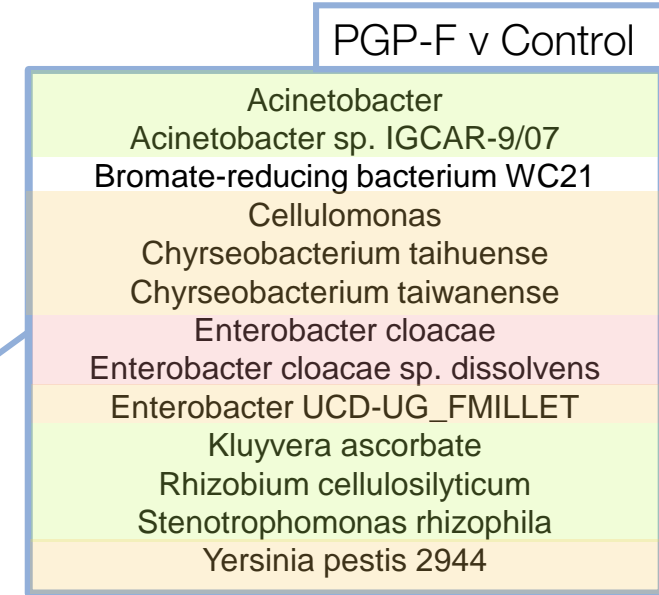 PGP-F v Control
Acinetobacter
Acinetobacter sp. IGCAR-9/07
Bromate-reducing bacterium WC21
Cellulomonas
Chyrseobacterium taihuense
Chyrseobacterium taiwanense
Enterobacter cloacae
Enterobacter cloacae sp. dissolvens
Enterobacter UCD-UG_FMILLET
Kluyvera ascorbate
Rhizobium cellulosilyticum
Stenotrophomonas rhizophila
Yersinia pestis 2944